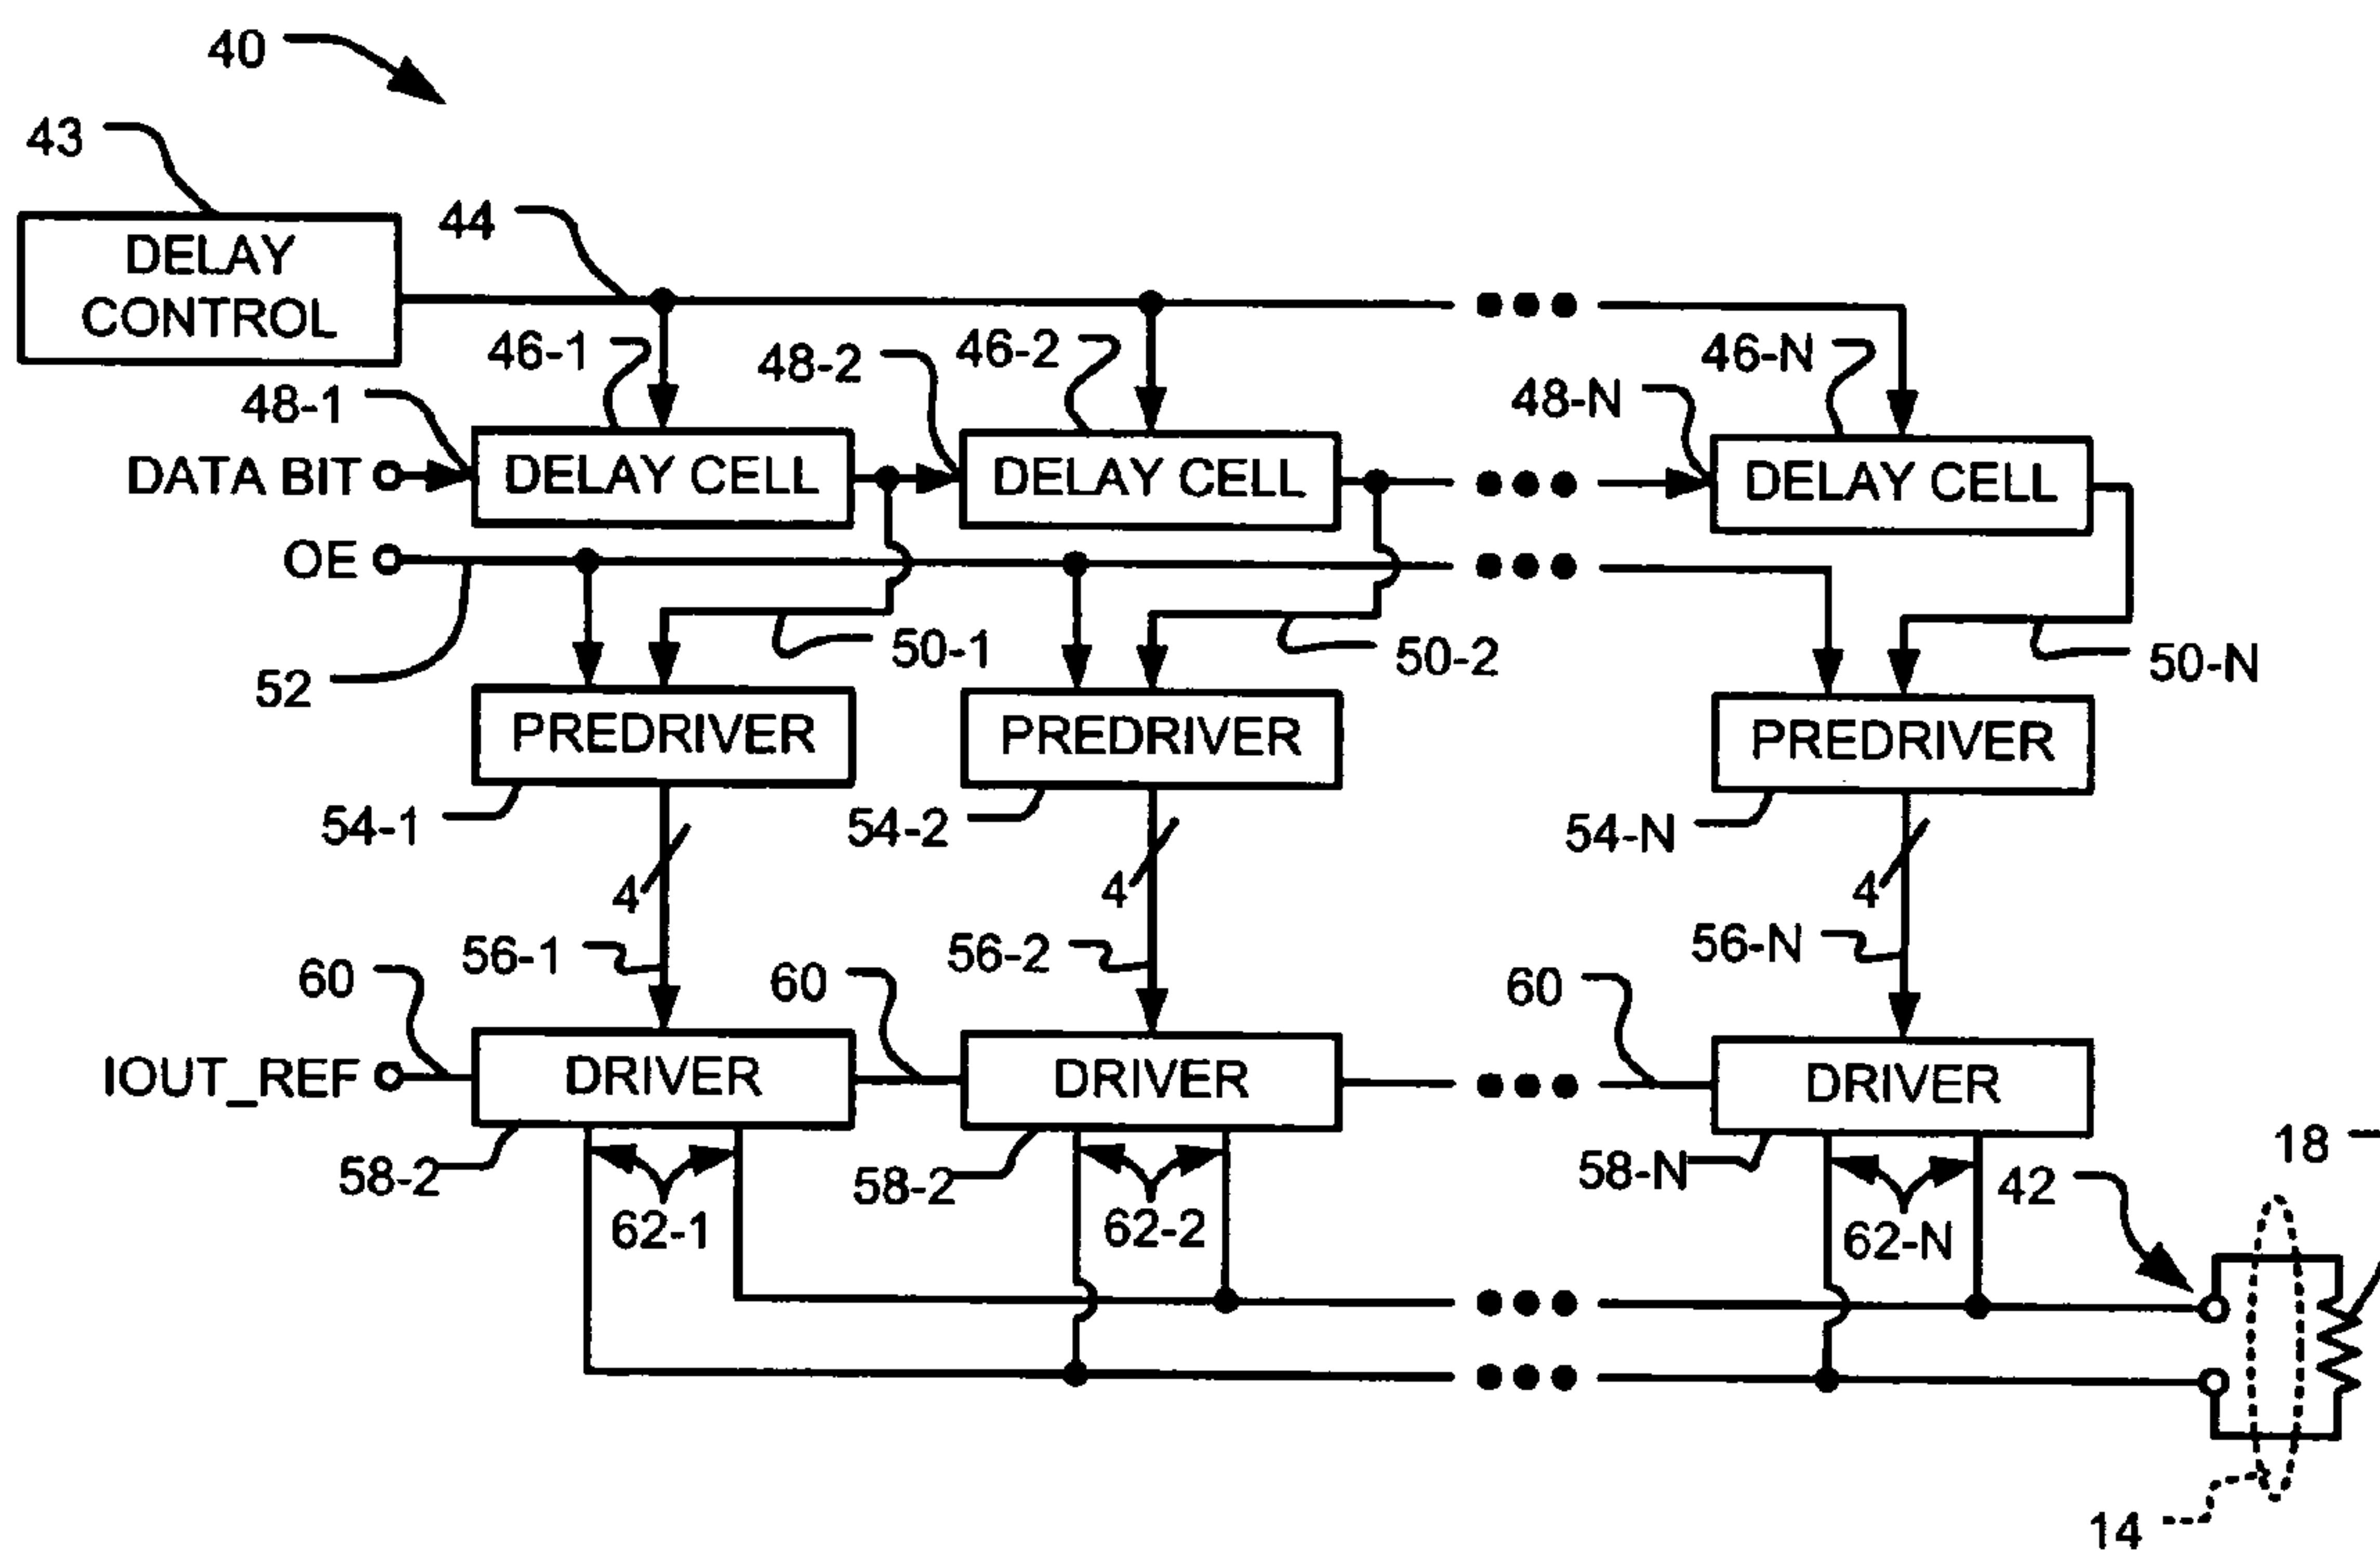 40
43
DELAY
CONTROL
44
46-1
48-2
46-2
46-N
48-1
48-N
DATA BIT
DELAY CELL
DELAY CELL
DELAY CELL
OE
52
50-1
50-2
50-N
PREDRIVER
PREDRIVER
PREDRIVER
54-1
54-2
54-N
4
4
4
56-1
56-2
56-N
60
60
60
IOUT_REF
DRIVER
DRIVER
DRIVER
58-2
58-2
58-N
62-1
62-2
62-N
42
18
14